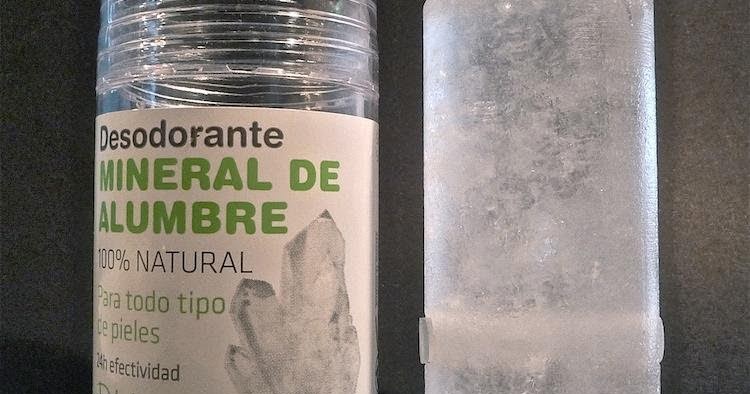 Desodorante
MINERAL DE
ALUMBRE
100% NATURAL
Para todo tipo
de pieles
24h efectividad